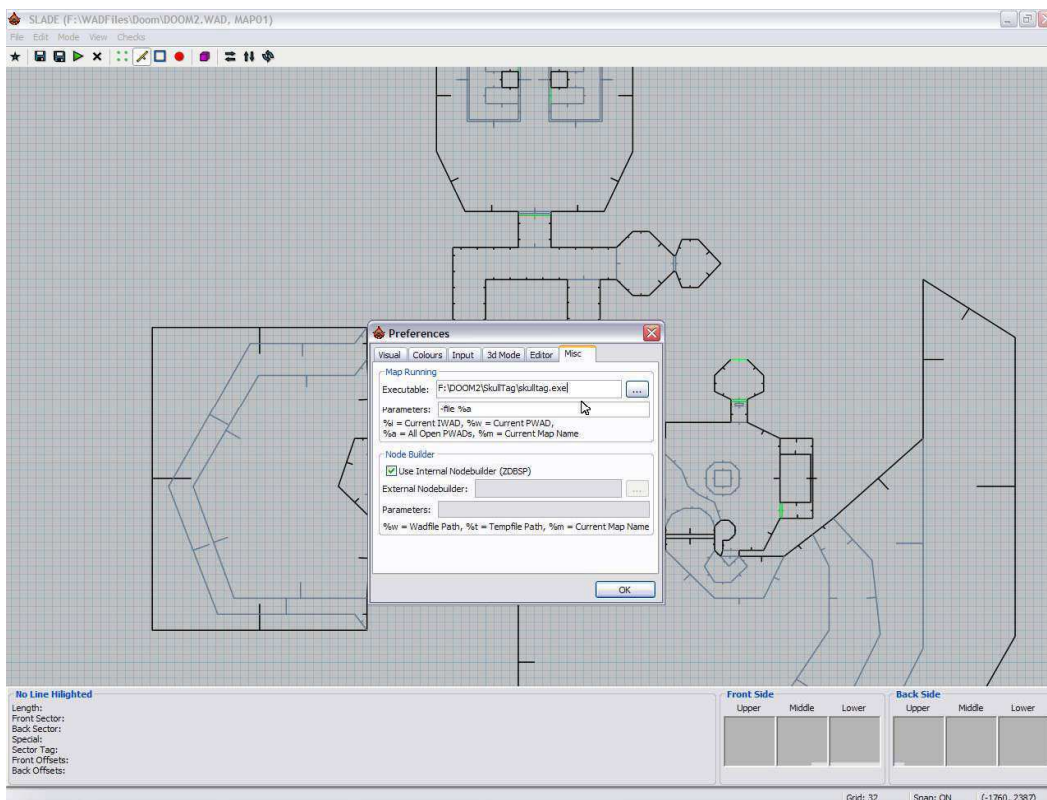 SLADE (F:\WADFiles\Doom\DOOM2.WAD, MAP01)
File Edit Mode View Checks
Preferences
Visual Colours Input 3d Mode Editor Misc
Map Running
Executable: F:\DOOM2\SkullTag\skulltag.exe ...
Parameters: -file %a
%i = Current IWAD, %w = Current PWAD,
%a = All Open PWADs, %m = Current Map Name
Node Builder
Use Internal Nodebuilder (ZDBSP)
External Nodebuilder: ...
Parameters:
%w = Wadfile Path, %t = Tempfile Path, %m = Current Map Name
OK
No Line Hilighted
Length:
Front Sector:
Back Sector:
Special:
Sector Tag:
Front Offsets:
Back Offsets:
Front Side
Upper Middle Lower
Back Side
Upper Middle Lower
Grid: 32 Snap: ON (-1760, 2387)